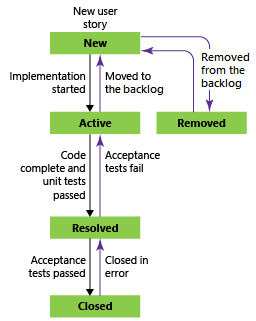 New user
story
New
Removed
from the
backlog
Implementation
started
Moved to
the backlog
Active
Removed
Code
complete and
unit tests
passed
Acceptance
tests fail
Resolved
Acceptance
tests passed
Closed in
error
Closed